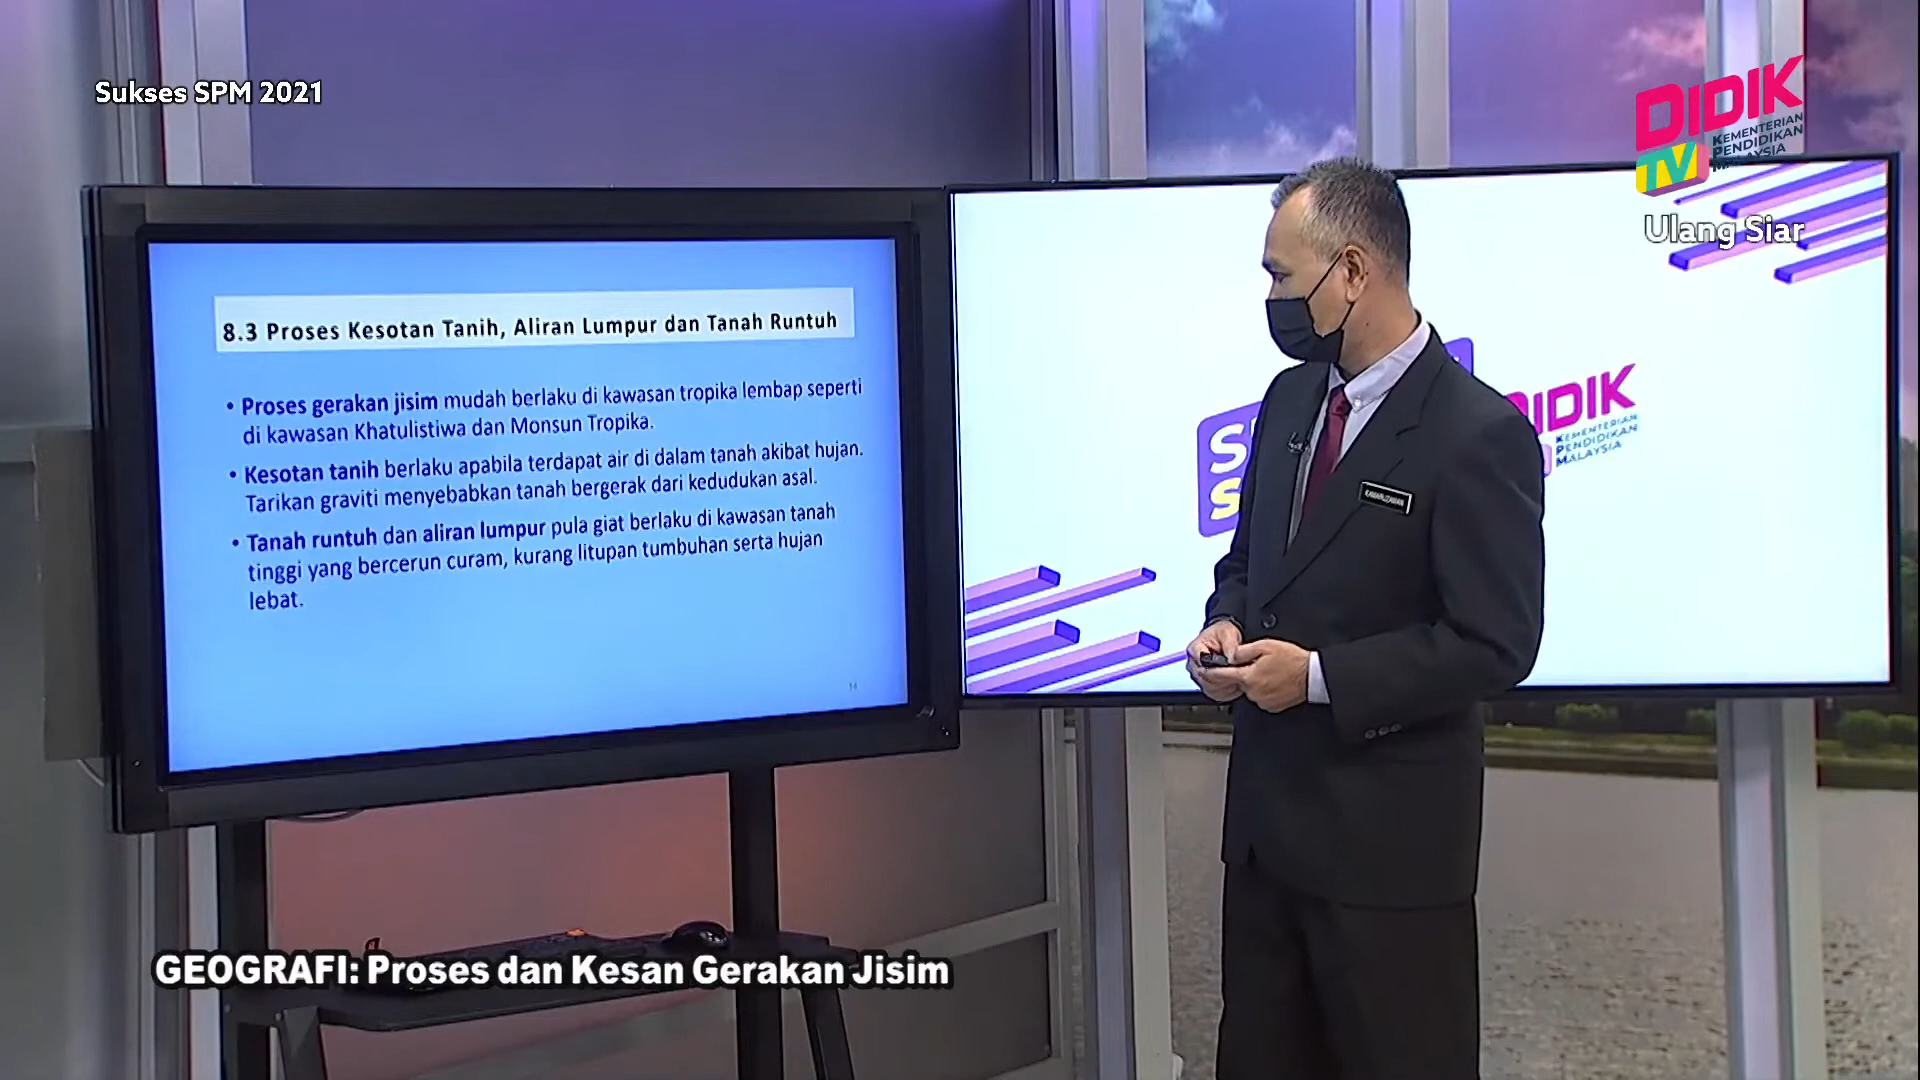 Sukses SPM 2021
DIDIK
TV
KEMENTERIAN
PENDIDIKAN
MALAYSIA
Ulang Siar
8.3 Proses Kesotan Tanih, Aliran Lumpur dan Tanah Runtuh
• Proses gerakan jisim mudah berlaku di kawasan tropika lembap seperti
di kawasan Khatulistiwa dan Monsun Tropika.
• Kesotan tanih berlaku apabila terdapat air di dalam tanah akibat hujan.
Tarikan graviti menyebabkan tanah bergerak dari kedudukan asal.
• Tanah runtuh dan aliran lumpur pula giat berlaku di kawasan tanah
tinggi yang bercerun curam, kurang litupan tumbuhan serta hujan
lebat.
14
DIDIK
KEMENTERIAN
PENDIDIKAN
MALAYSIA
KAMARUZAMAN
GEOGRAFI: Proses dan Kesan Gerakan Jisim